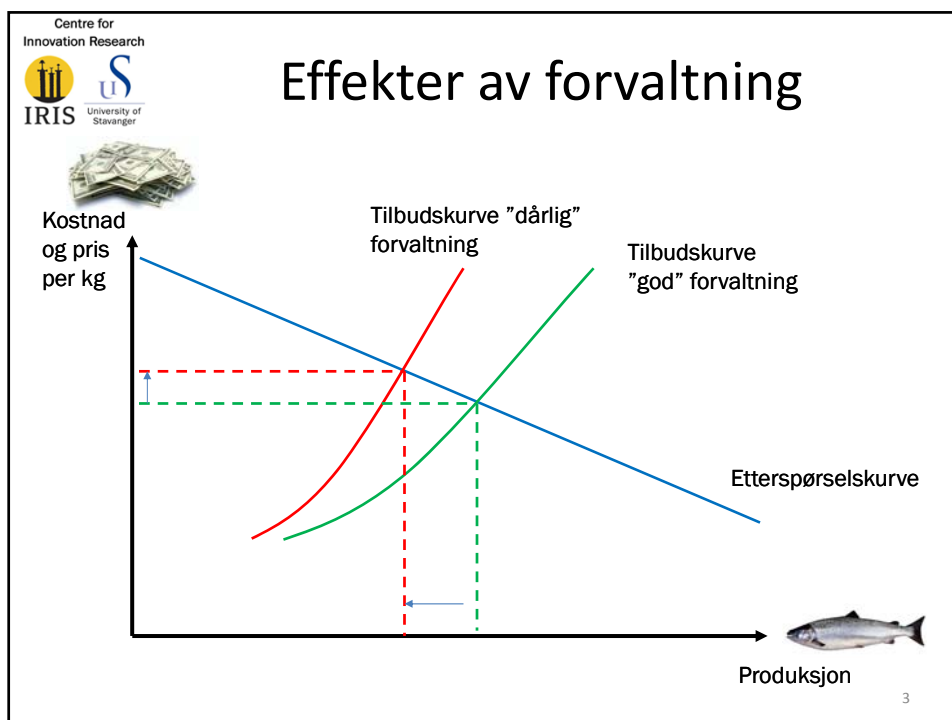 Centre for
Innovation Research
IRIS
uS
University of
Stavanger
Effekter av forvaltning
Kostnad
og pris
per kg
Tilbudskurve ”dårlig”
forvaltning
Tilbudskurve
”god” forvaltning
Etterspørselskurve
Produksjon
3